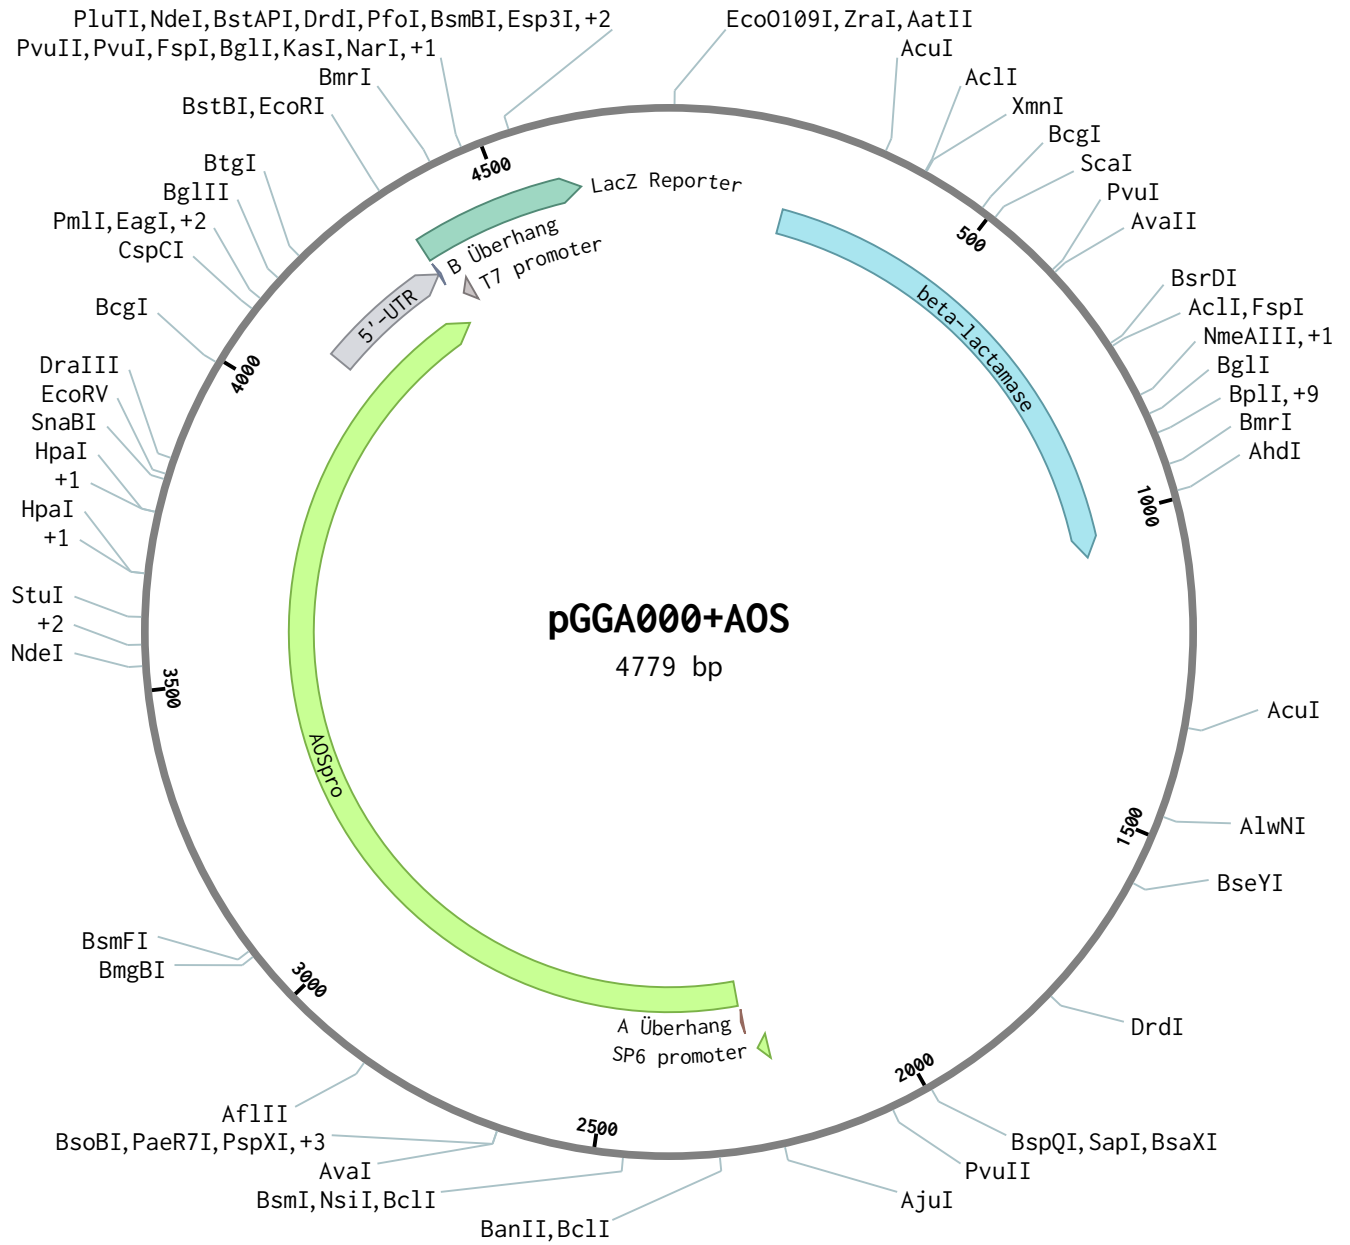 PluTI,NdeI,BstAPI,DrdI,PfoI,BsmBI,Esp3I,+2
PvuII,PvuI,FspI,BglI,KasI,NarI,+1
BmrI
BstBI,EcoRI
BtgI
BglII
PmlI,EagI,+2
CspCI
BcgI
DraIII
EcoRV
SnaBI
HpaI
+1
HpaI
+1
StuI
+2
NdeI
BsmFI
BmgBI
AflII
BsoBI,PaeR7I,PspXI,+3
AvaI
BsmI,NsiI,BclI
BanII,BclI
EcoO109I,ZraI,AatII
AcuI
AclI
XmnI
BcgI
ScaI
PvuI
AvaII
BsrDI
AclI,FspI
NmeAIII,+1
BglI
BplI,+9
BmrI
AhdI
AcuI
AlwNI
BseYI
DrdI
BspQI,SapI,BsaXI
PvuII
AjuI
500
1000
1500
2000
2500
3000
3500
4000
4500
LacZ Reporter
B Überhang
T7 promoter
5'-UTR
beta-lactamase
AOSpro
A Überhang
SP6 promoter
pGGA000+AOS
4779 bp